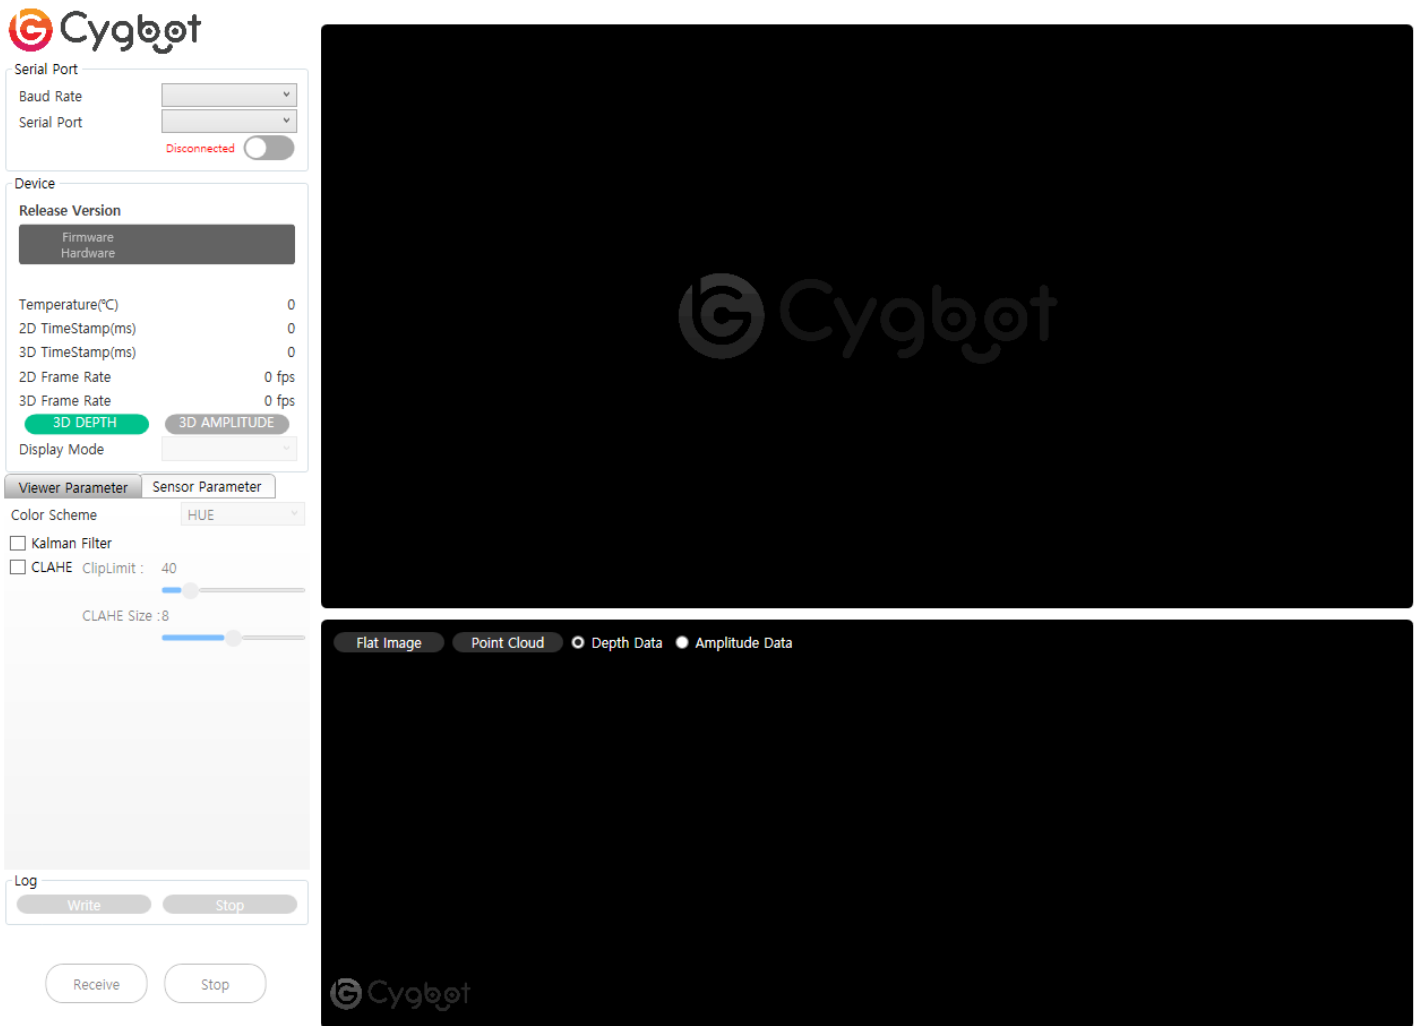 Cygbot
Serial Port
Baud Rate
Serial Port
Disconnected
Device
Release Version
Firmware
Hardware
Temperature(℃) 0
2D TimeStamp(ms) 0
3D TimeStamp(ms) 0
2D Frame Rate 0 fps
3D Frame Rate 0 fps
3D DEPTH 3D AMPLITUDE
Display Mode
Viewer Parameter Sensor Parameter
Color Scheme HUE
Kalman Filter
CLAHE ClipLimit : 40
CLAHE Size :8
Log
Write Stop
Receive Stop
Cygbot
Flat Image Point Cloud Depth Data Amplitude Data
Cygbot